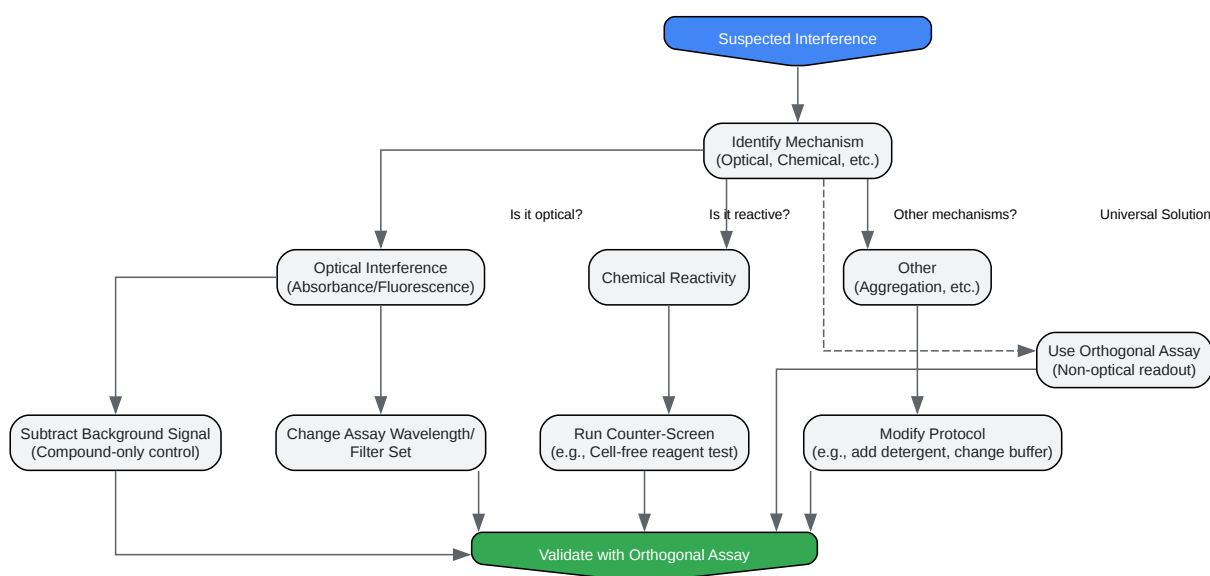 Suspected Interference
Identify Mechanism
(Optical, Chemical, etc.)
Is it optical?
Is it reactive?
Other mechanisms?
Universal Solution
Optical Interference
(Absorbance/Fluorescence)
Chemical Reactivity
Other
(Aggregation, etc.)
Use Orthogonal Assay
(Non-optical readout)
Subtract Background Signal
(Compound-only control)
Change Assay Wavelength/
Filter Set
Run Counter-Screen
(e.g., Cell-free reagent test)
Modify Protocol
(e.g., add detergent, change buffer)
Validate with Orthogonal Assay